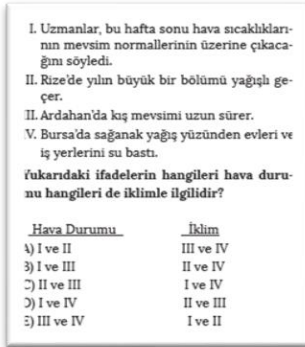 I. Uzmanlar, bu hafta sonu hava sıcaklıkları-
nın mevsim normallerinin üzerine çıkaca-
ğını söyledi.
II. Rize'de yılın büyük bir bölümü yağışlı ge-
çer.
II. Ardahan'da kış mevsimi uzun sürer.
V. Bursa'da sağanak yağış yüzünden evleri ve
iş yerlerini su bastı.
Yukarıdaki ifadelerin hangileri hava duru-
mu hangileri de iklimle ilgilidir?
Hava Durumu İklim
A) I ve II III ve IV
B) I ve III II ve IV
C) II ve III I ve IV
D) I ve IV II ve III
E) III ve IV I ve II